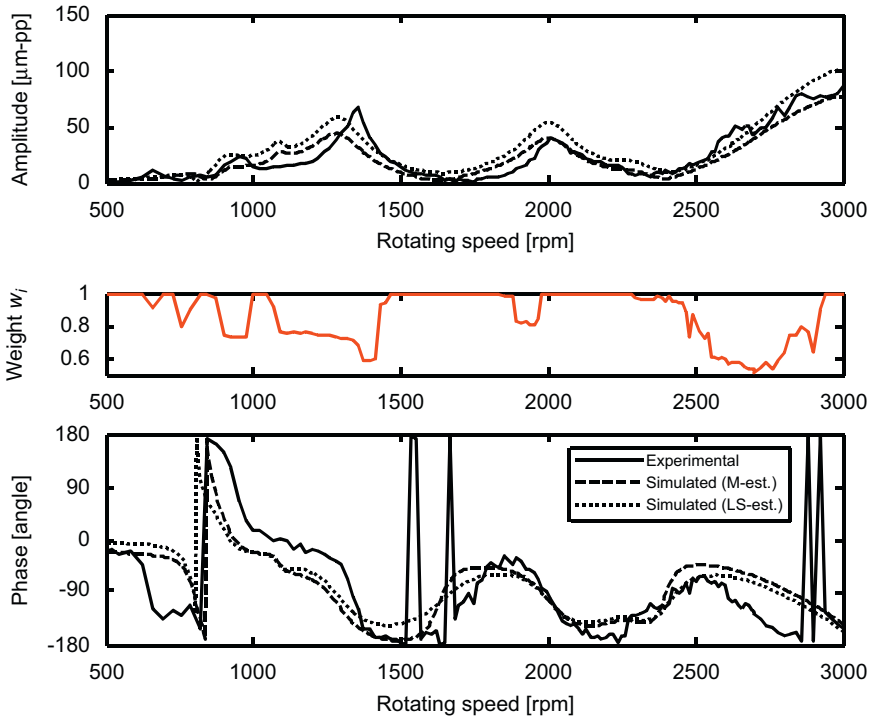 150
100
50
0
Amplitude [μm-pp]
500 1000 1500 2000 2500 3000
Rotating speed [rpm]
1
0.8
0.6
Weight wi
500 1000 1500 2000 2500 3000
180
90
0
-90
-180
Phase [angle]
Experimental
Simulated (M-est.)
Simulated (LS-est.)
500 1000 1500 2000 2500 3000
Rotating speed [rpm]